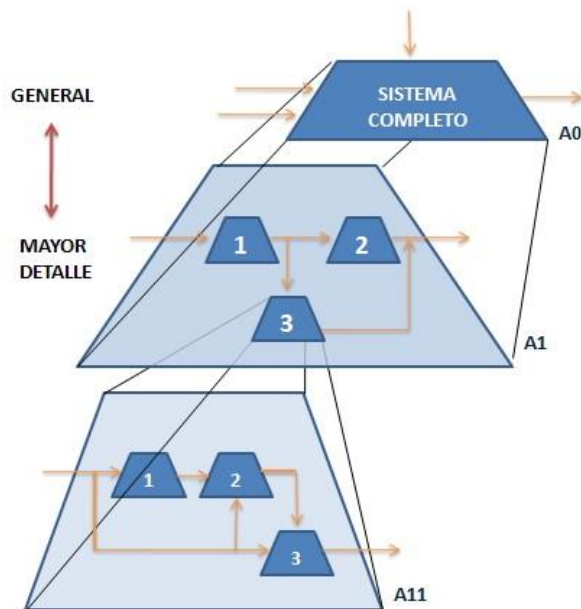 GENERAL
SISTEMA
COMPLETO
A0
MAYOR
DETALLE
1
2
3
A1
1
2
3
A11